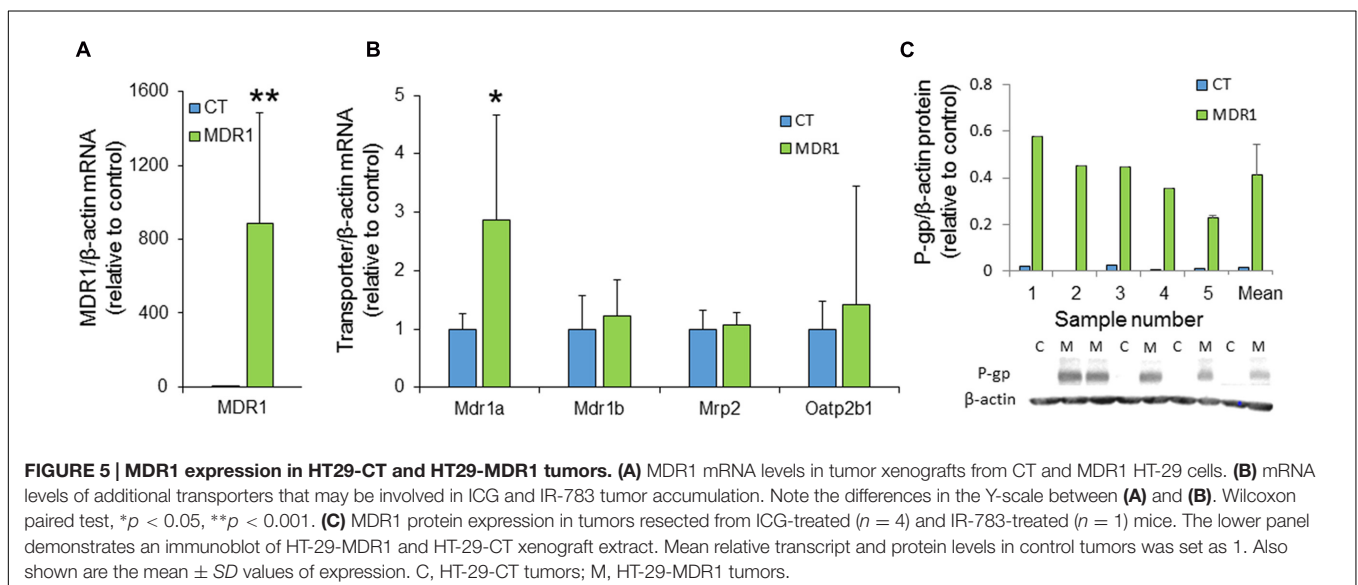 A
B
C
1600
1200
800
400
0
MDR1/β-actin mRNA
(relative to control)
CT
MDR1
**
MDR1
5
4
3
2
1
0
Transporter/β-actin mRNA
(relative to control)
*
CT
MDR1
Mdr1a Mdr1b Mrp2 Oatp2b1
0.8
0.6
0.4
0.2
0
P-gp/β-actin protein
(relative to control)
CT
MDR1
1 2 3 4 5 Mean
Sample number
C M M C M C M C M
P-gp
β-actin
FIGURE 5 | MDR1 expression in HT29-CT and HT29-MDR1 tumors. (A) MDR1 mRNA levels in tumor xenografts from CT and MDR1 HT-29 cells. (B) mRNA
levels of additional transporters that may be involved in ICG and IR-783 tumor accumulation. Note the differences in the Y-scale between (A) and (B). Wilcoxon
paired test, *p < 0.05, **p < 0.001. (C) MDR1 protein expression in tumors resected from ICG-treated (n = 4) and IR-783-treated (n = 1) mice. The lower panel
demonstrates an immunoblot of HT-29-MDR1 and HT-29-CT xenograft extract. Mean relative transcript and protein levels in control tumors was set as 1. Also
shown are the mean ± SD values of expression. C, HT-29-CT tumors; M, HT-29-MDR1 tumors.